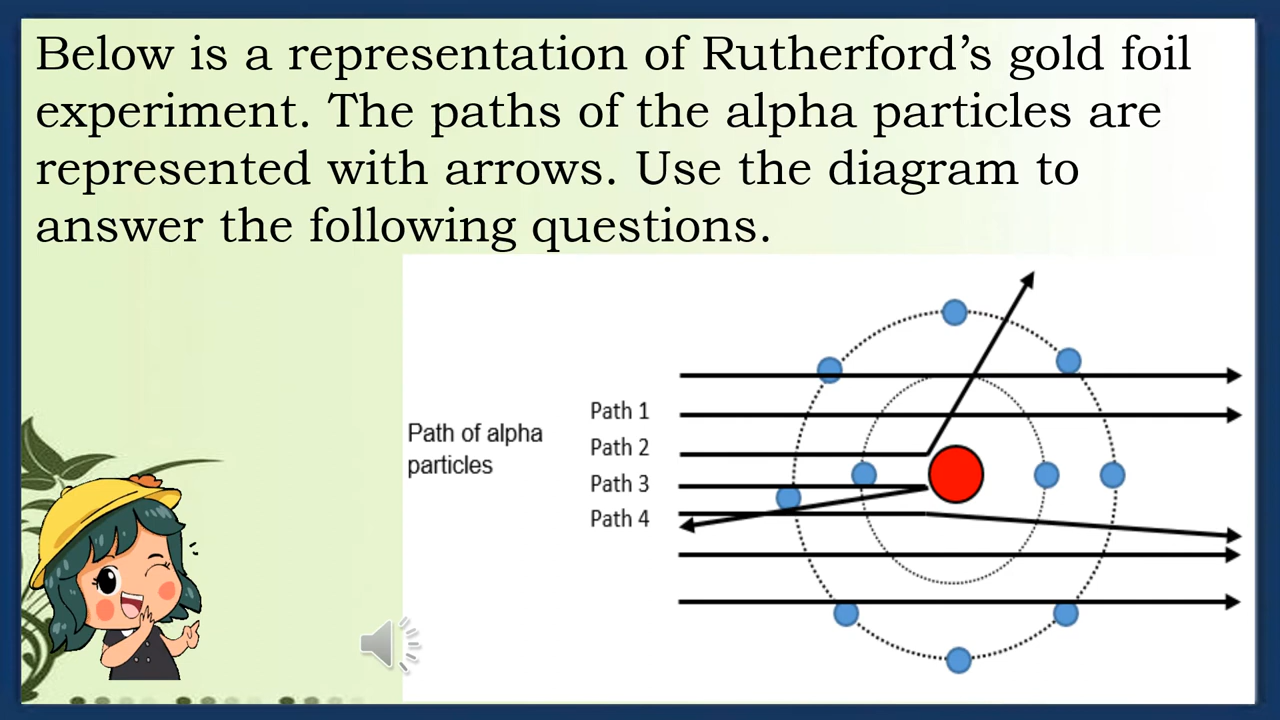 Below is a representation of Rutherford’s gold foil
experiment. The paths of the alpha particles are
represented with arrows. Use the diagram to
answer the following questions.
Path of alpha
particles
Path 1
Path 2
Path 3
Path 4